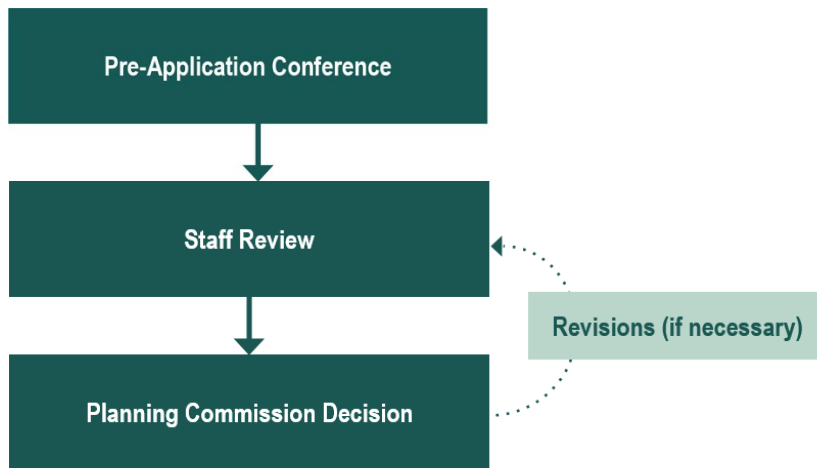 Pre-Application Conference
Staff Review
Revisions (if necessary)
Planning Commission Decision